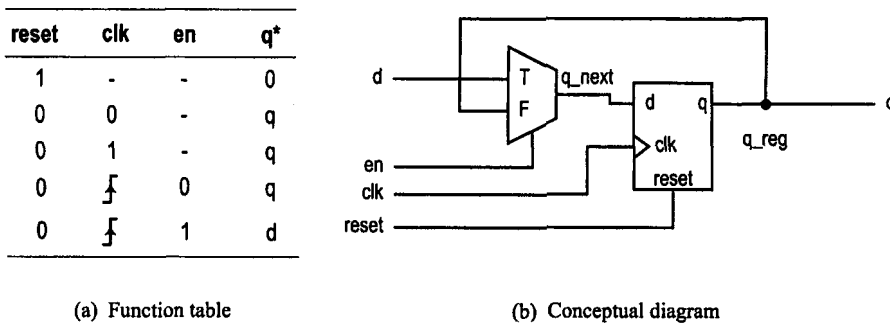 reset clk en q*
1 - - 0
0 0 - q
0 1 - q
0 0 q
0 1 d
(a) Function table
d
T
F
q_next
en
clk
reset
d q
clk
reset
q_reg
(b) Conceptual diagram